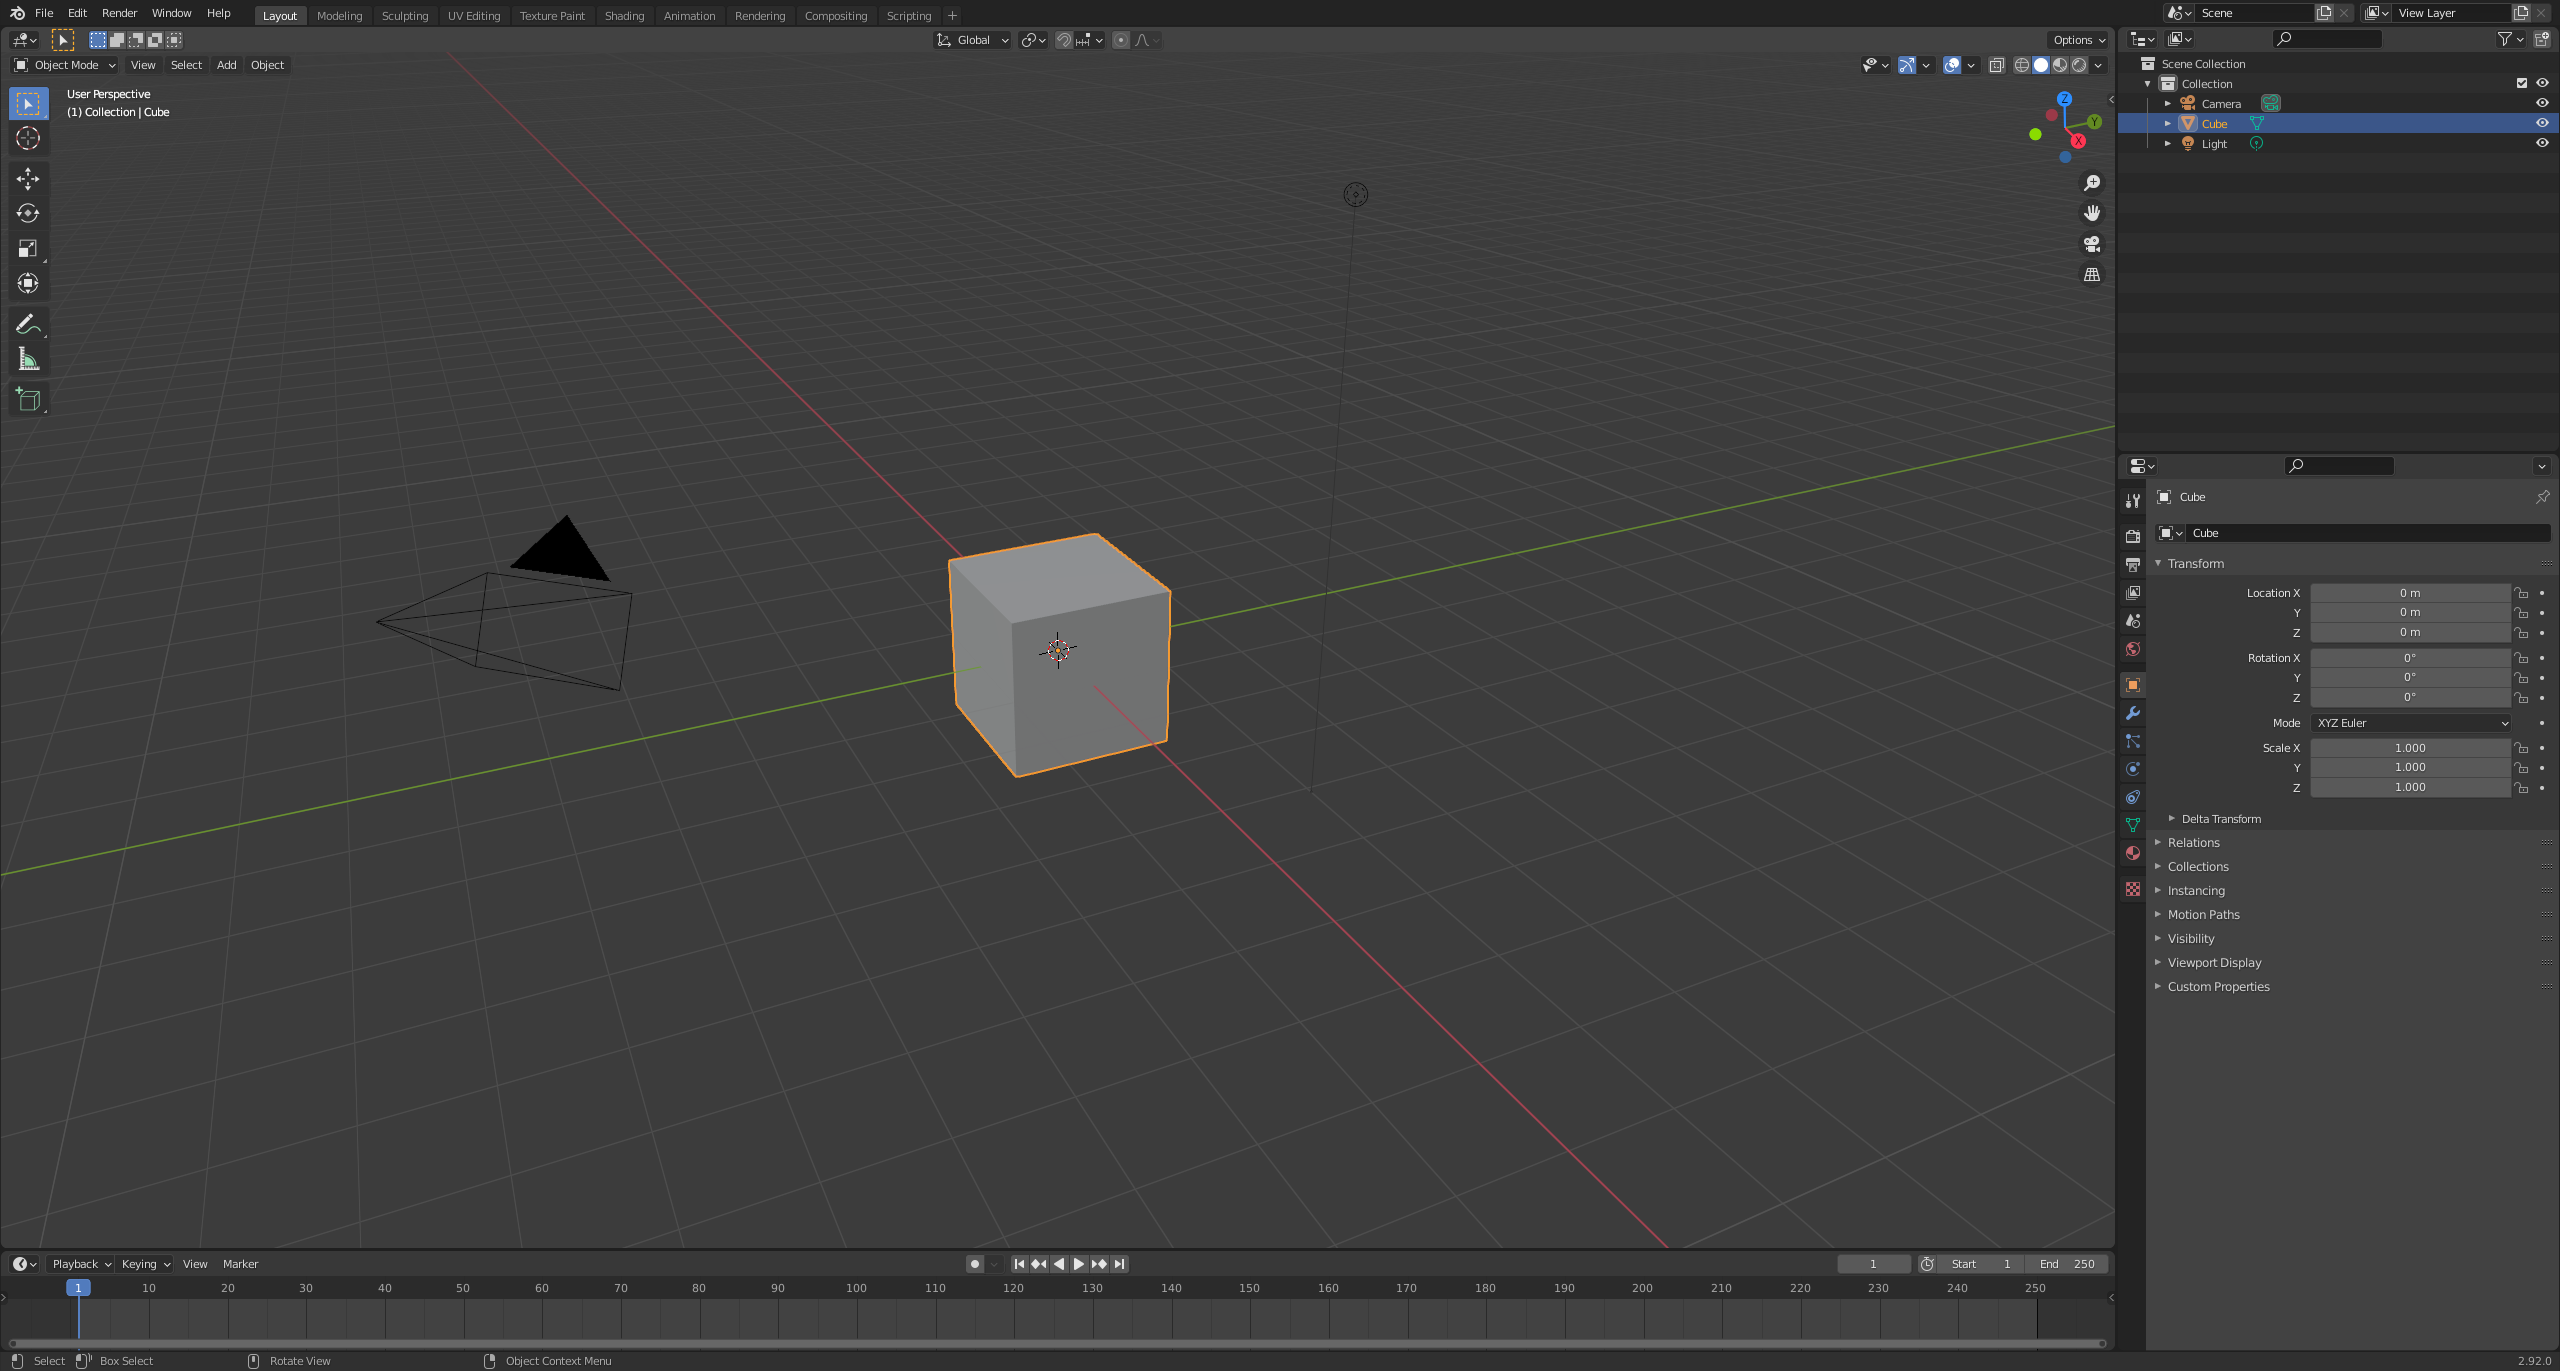 File Edit Render Window Help Layout Modeling Sculpting UV Editing Texture Paint Shading Animation Rendering Compositing Scripting + Scene View Layer
Global Options
Object Mode View Select Add Object
User Perspective
(1) Collection | Cube
Z
Y
X
Scene Collection
Collection
Camera
Cube
Light
Cube
Cube
Transform
Location X 0 m
Y 0 m
Z 0 m
Rotation X 0°
Y 0°
Z 0°
Mode XYZ Euler
Scale X 1.000
Y 1.000
Z 1.000
Delta Transform
Relations
Collections
Instancing
Motion Paths
Visibility
Viewport Display
Custom Properties
Playback Keying View Marker 1 Start 1 End 250
1 10 20 30 40 50 60 70 80 90 100 110 120 130 140 150 160 170 180 190 200 210 220 230 240 250
Select Box Select Rotate View Object Context Menu 2.92.0